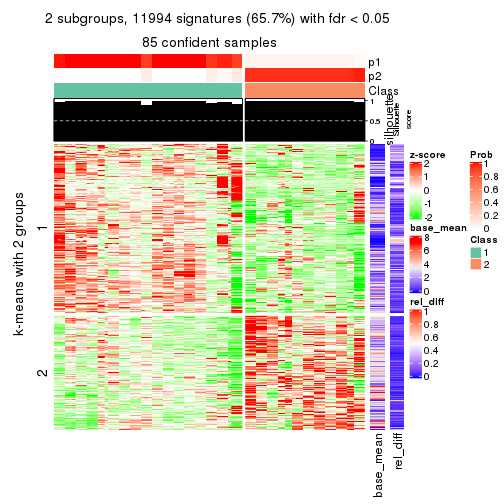 2 subgroups, 11994 signatures (65.7%) with fdr < 0.05
85 confident samples
p1
p2
Class
1
0.5
0
silhouette
Silhouette
score
k-means with 2 groups
1
2
base_mean
rel_diff
z-score
2
1
0
-1
-2
base_mean
8
6
4
2
0
rel_diff
1
0.8
0.6
0.4
0.2
0
Prob
1
0.8
0.6
0.4
0.2
0
Class
1
2